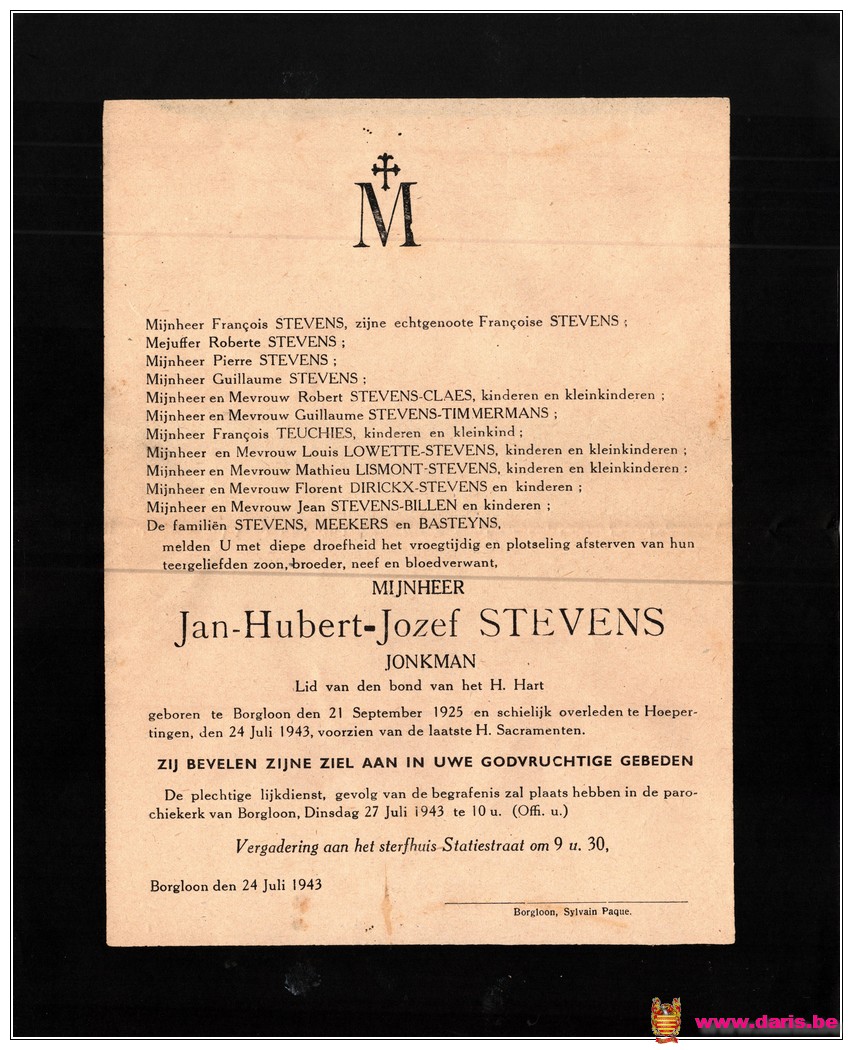 M
Mijnheer François STEVENS, zijne echtgenoote Françoise STEVENS ;
Mejuffer Roberte STEVENS ;
Mijnheer Pierre STEVENS ;
Mijnheer Guillaume STEVENS ;
Mijnheer en Mevrouw Robert STEVENS-CLAES, kinderen en kleinkinderen ;
Mijnheer en Mevrouw Guillaume STEVENS-TIMMERMANS ;
Mijnheer François TEUCHIES, kinderen en kleinkind ;
Mijnheer en Mevrouw Louis LOWETTE-STEVENS, kinderen en kleinkinderen ;
Mijnheer en Mevrouw Mathieu LISMONT-STEVENS, kinderen en kleinkinderen :
Mijnheer en Mevrouw Florent DIRICKX-STEVENS en kinderen ;
Mijnheer en Mevrouw Jean STEVENS-BILLEN en kinderen ;
De familiën STEVENS, MEEKERS en BASTEYNS,
melden U met diepe droefheid het vroegtijdig en plotseling afsterven van hun
teergeliefden zoon, broeder, neef en bloedverwant,
MIJNHEER
Jan-Hubert-Jozef STEVENS
JONKMAN
Lid van den bond van het H. Hart
geboren te Borgloon den 21 September 1925 en schielijk overleden te Hoeper-
tingen, den 24 Juli 1943, voorzien van de laatste H. Sacramenten.
ZIJ BEVELEN ZIJNE ZIEL AAN IN UWE GODVRUCHTIGE GEBEDEN
De plechtige lijkdienst, gevolg van de begrafenis zal plaats hebben in de paro-
chiekerk van Borgloon, Dinsdag 27 Juli 1943 te 10 u. (Offi. u.)
Vergadering aan het sterfhuis Statiestraat om 9 u. 30,
Borgloon den 24 Juli 1943
Borgloon, Sylvain Paque.
www.daris.be